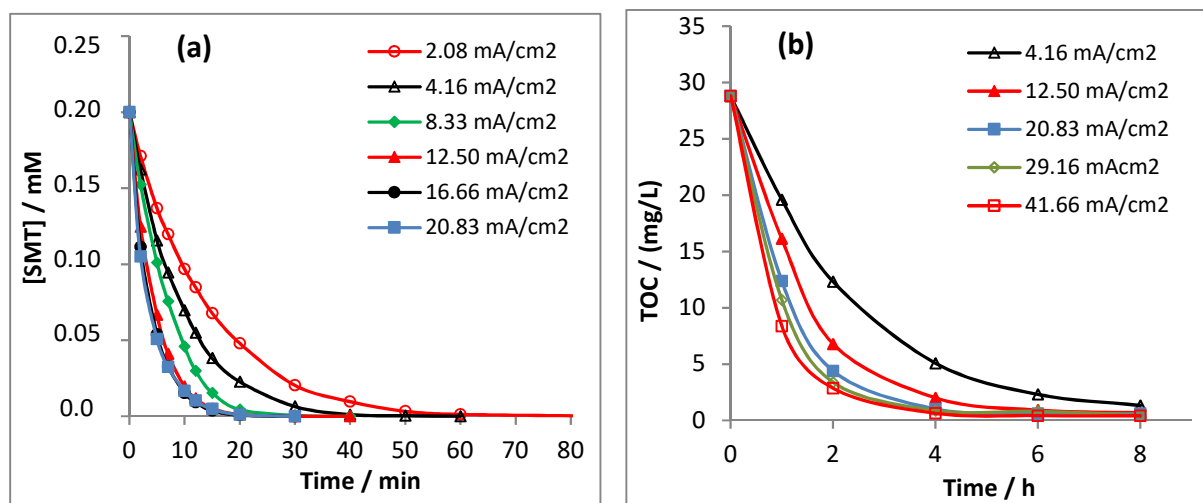 (a)
2.08 mA/cm2
4.16 mA/cm2
8.33 mA/cm2
12.50 mA/cm2
16.66 mA/cm2
20.83 mA/cm2
[SMT] / mM
0.25
0.20
0.15
0.10
0.05
0.0
0 10 20 30 40 50 60 70 80
Time / min
(b)
4.16 mA/cm2
12.50 mA/cm2
20.83 mA/cm2
29.16 mAcm2
41.66 mA/cm2
TOC / (mg/L)
35
30
25
20
15
10
5
0
0 2 4 6 8
Time / h